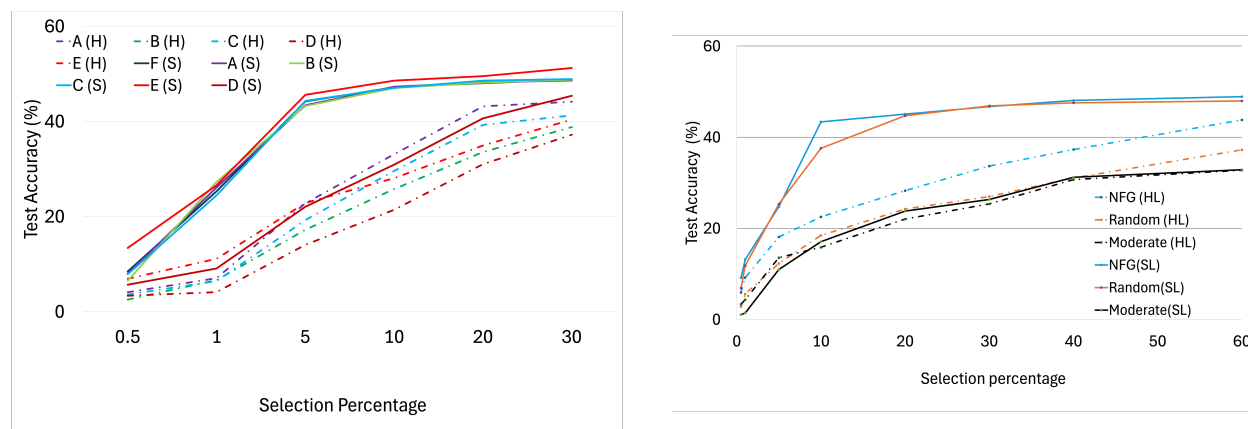 60
A (H) B (H) C (H) D (H)
E (H) F (S) A (S) B (S)
C (S) E (S) D (S)
40
20
0
Test Accuracy (%)
0.5 1 5 10 20 30
Selection Percentage
60
40
20
0
Test Accuracy (%)
NFG (HL)
Random (HL)
Moderate (HL)
NFG(SL)
Random(SL)
Moderate(SL)
0 10 20 30 40 50 60
Selection percentage